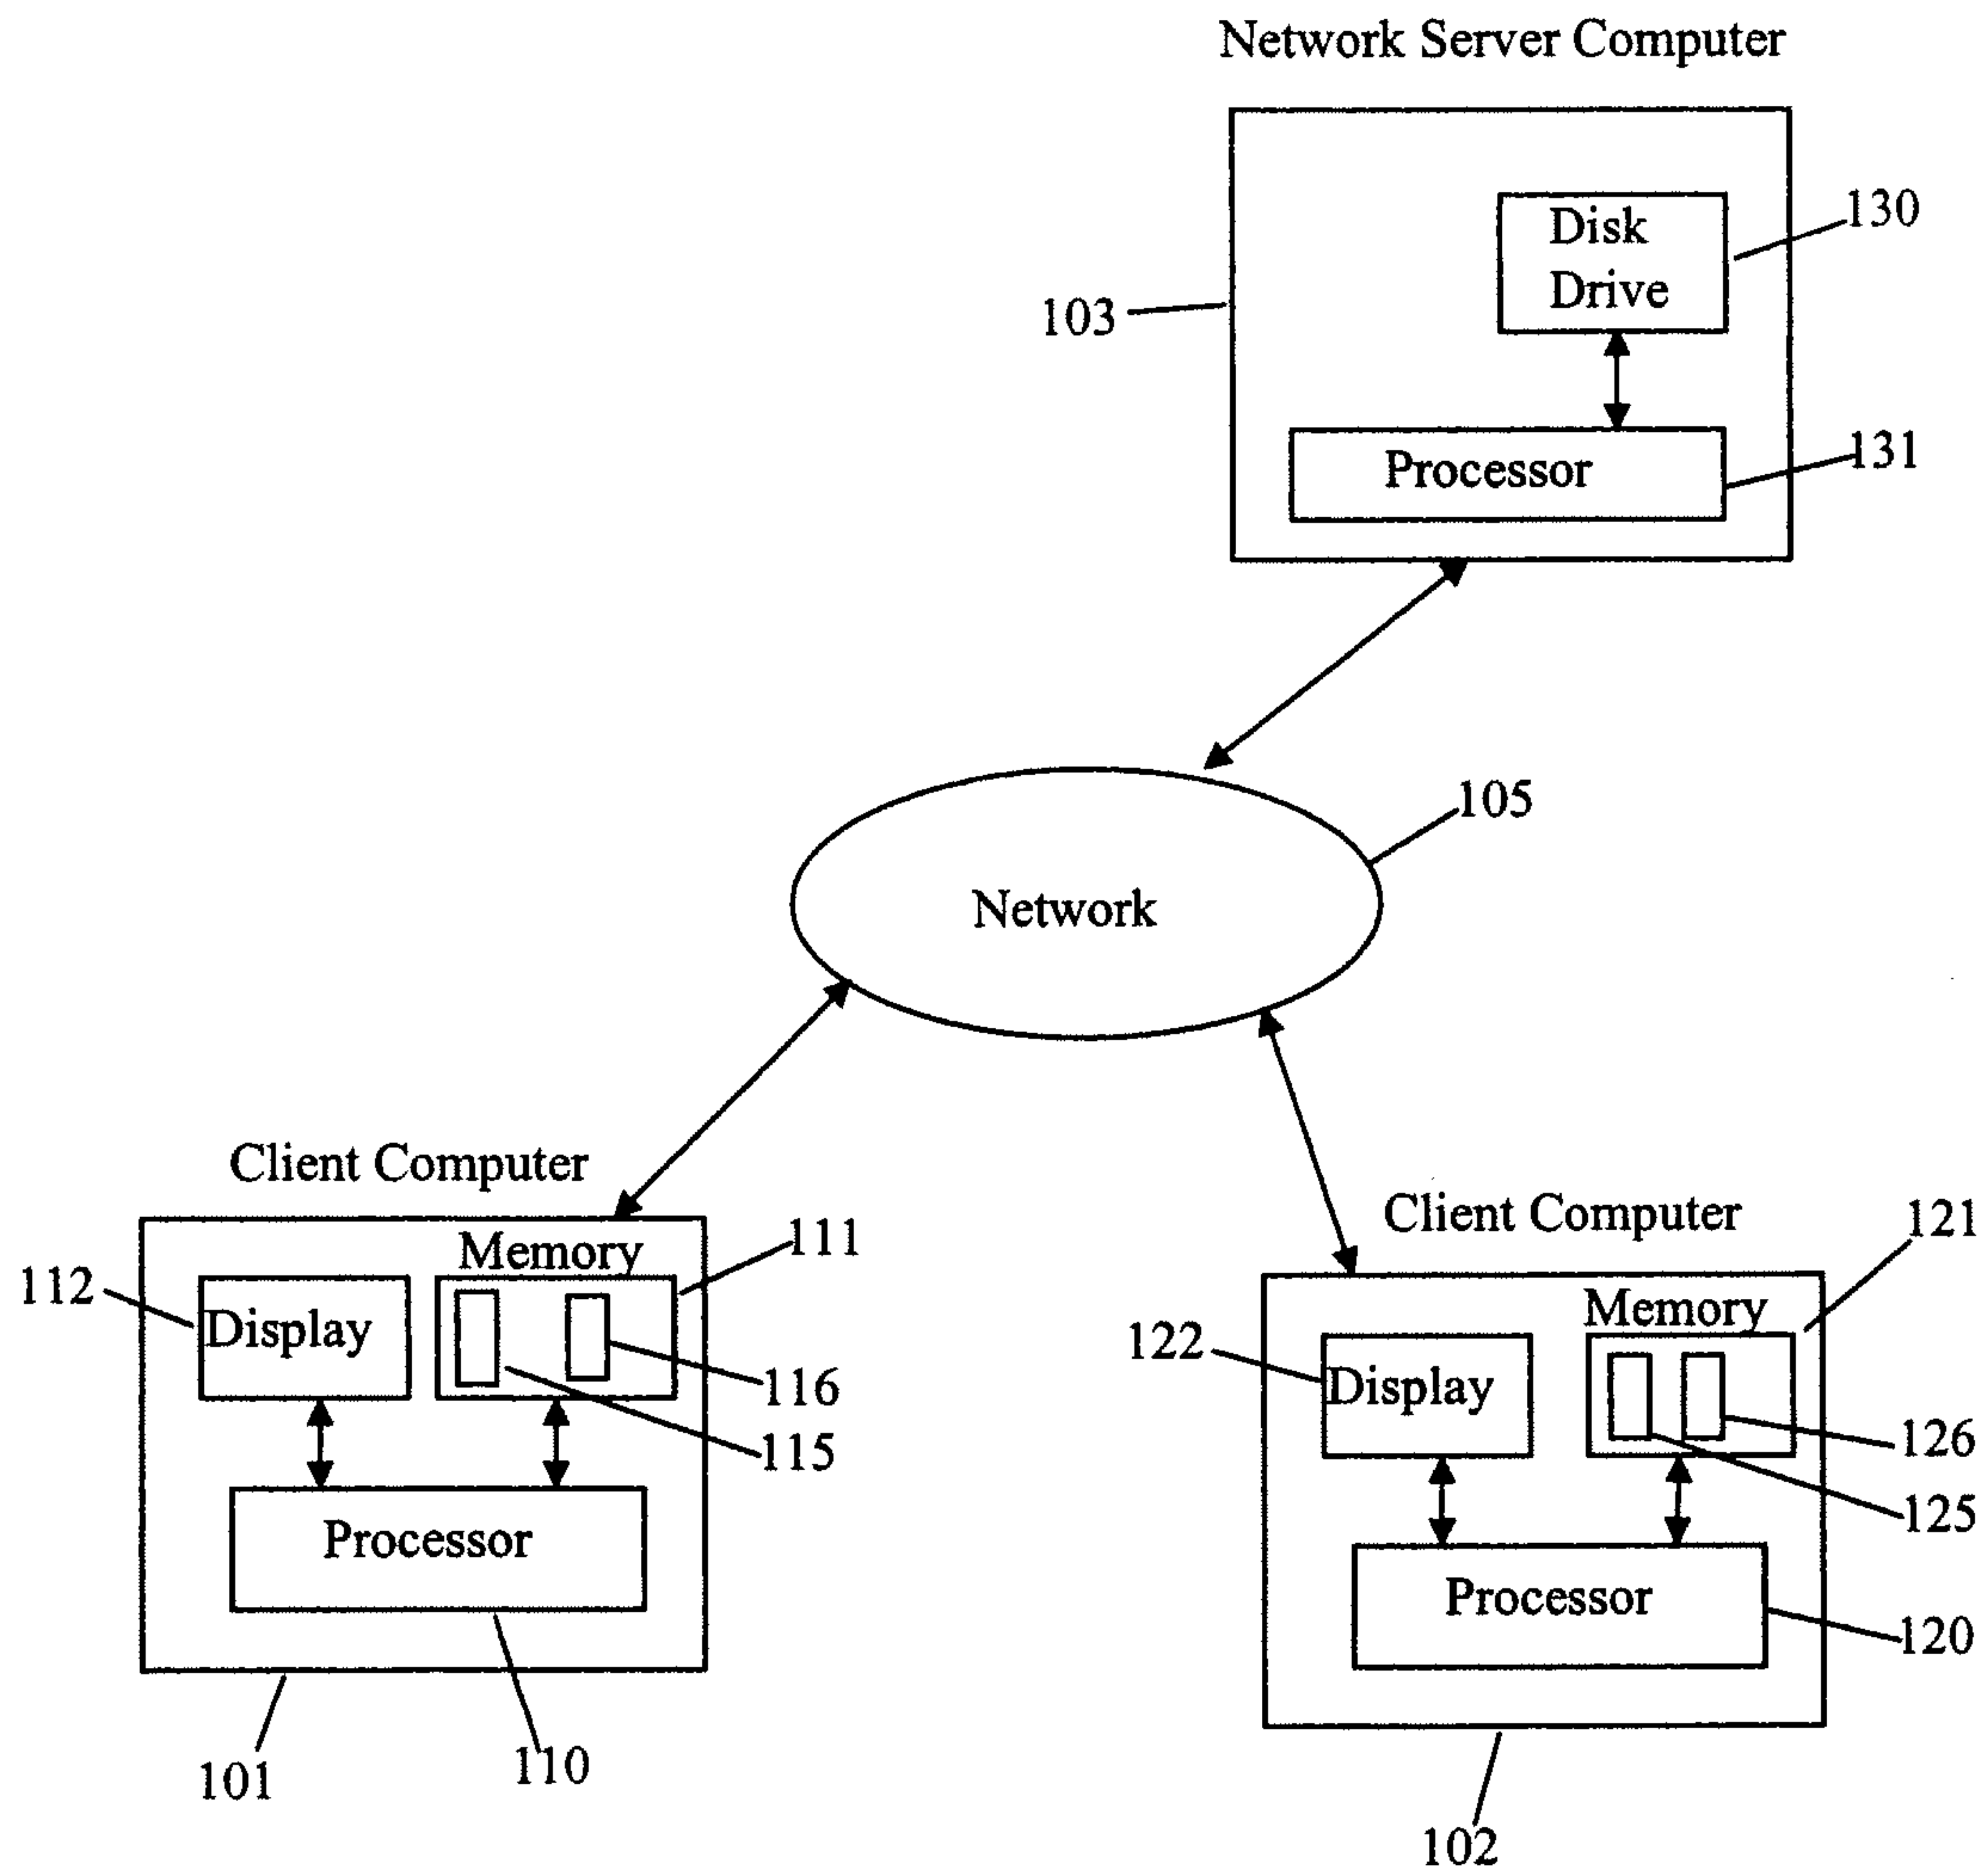 Network Server Computer
Disk
Drive
130
103
Processor
131
105
Network
Client Computer
Memory
111
112
Display
116
115
Processor
101
110
Client Computer
121
Memory
122
Display
126
125
Processor
120
102